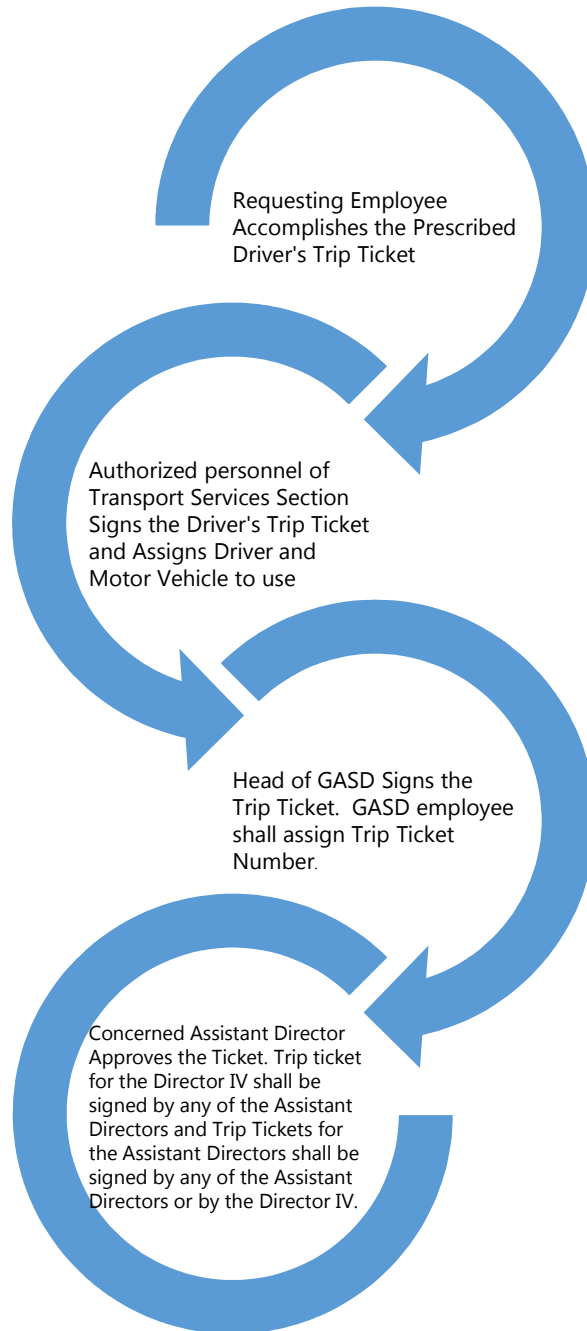 Requesting Employee
Accomplishes the Prescribed
Driver's Trip Ticket
Authorized personnel of
Transport Services Section
Signs the Driver's Trip Ticket
and Assigns Driver and
Motor Vehicle to use
Head of GASD Signs the
Trip Ticket.  GASD employee
shall assign Trip Ticket
Number.
Concerned Assistant Director
Approves the Ticket. Trip ticket
for the Director IV shall be
signed by any of the Assistant
Directors and Trip Tickets for
the Assistant Directors shall be
signed by any of the Assistant
Directors or by the Director IV.